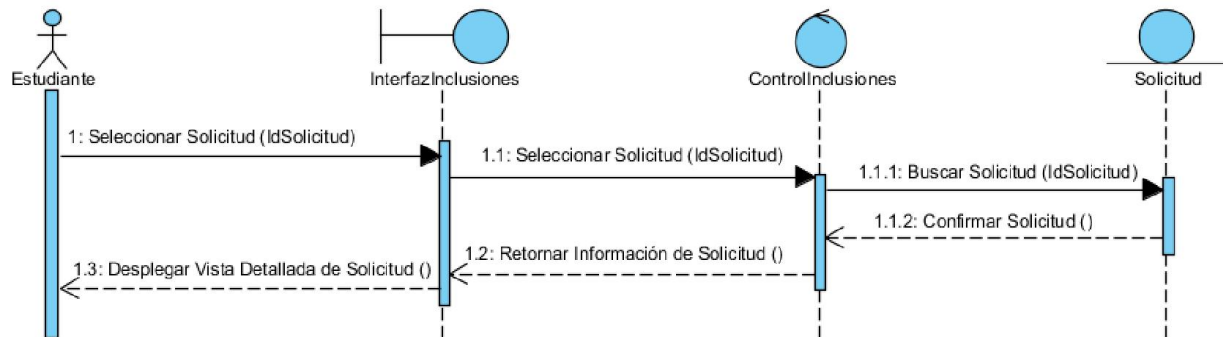 Estudiante
InterfazInclusiones
ControlInclusiones
Solicitud
1: Seleccionar Solicitud (IdSolicitud)
1.1: Seleccionar Solicitud (IdSolicitud)
1.1.1: Buscar Solicitud (IdSolicitud)
1.1.2: Confirmar Solicitud ()
1.2: Retornar Información de Solicitud ()
1.3: Desplegar Vista Detallada de Solicitud ()